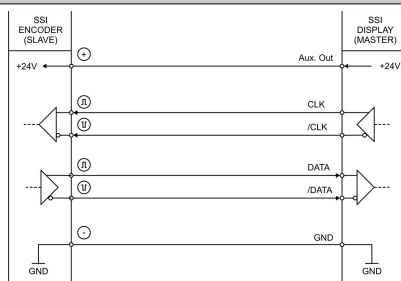 SSI
ENCODER
(SLAVE)
SSI
DISPLAY
(MASTER)
+
Aux. Out
+24V
+24V
CLK
/CLK
DATA
/DATA
-
GND
GND
GND